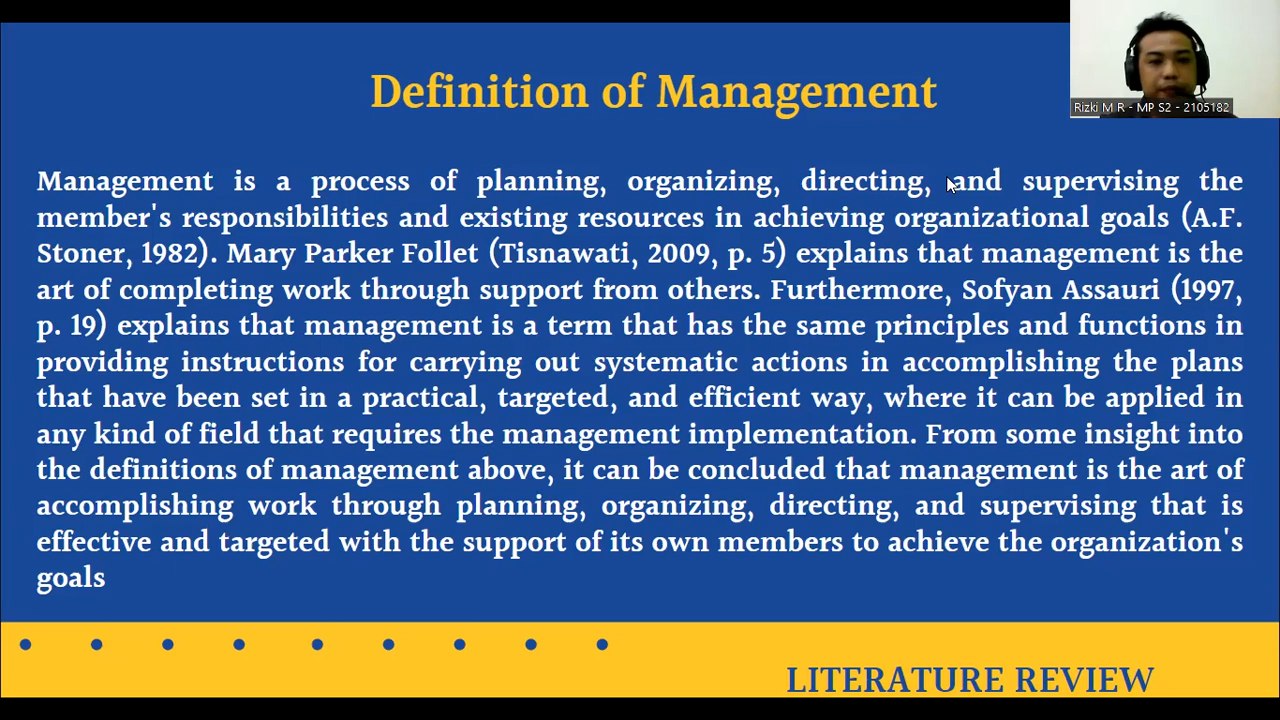 Definition of Management
Rizki M R - MP S2 - 2105182
Management is a process of planning, organizing, directing, and supervising the
member's responsibilities and existing resources in achieving organizational goals (A.F.
Stoner, 1982). Mary Parker Follet (Tisnawati, 2009, p. 5) explains that management is the
art of completing work through support from others. Furthermore, Sofyan Assauri (1997,
p. 19) explains that management is a term that has the same principles and functions in
providing instructions for carrying out systematic actions in accomplishing the plans
that have been set in a practical, targeted, and efficient way, where it can be applied in
any kind of field that requires the management implementation. From some insight into
the definitions of management above, it can be concluded that management is the art of
accomplishing work through planning, organizing, directing, and supervising that is
effective and targeted with the support of its own members to achieve the organization's
goals
LITERATURE REVIEW